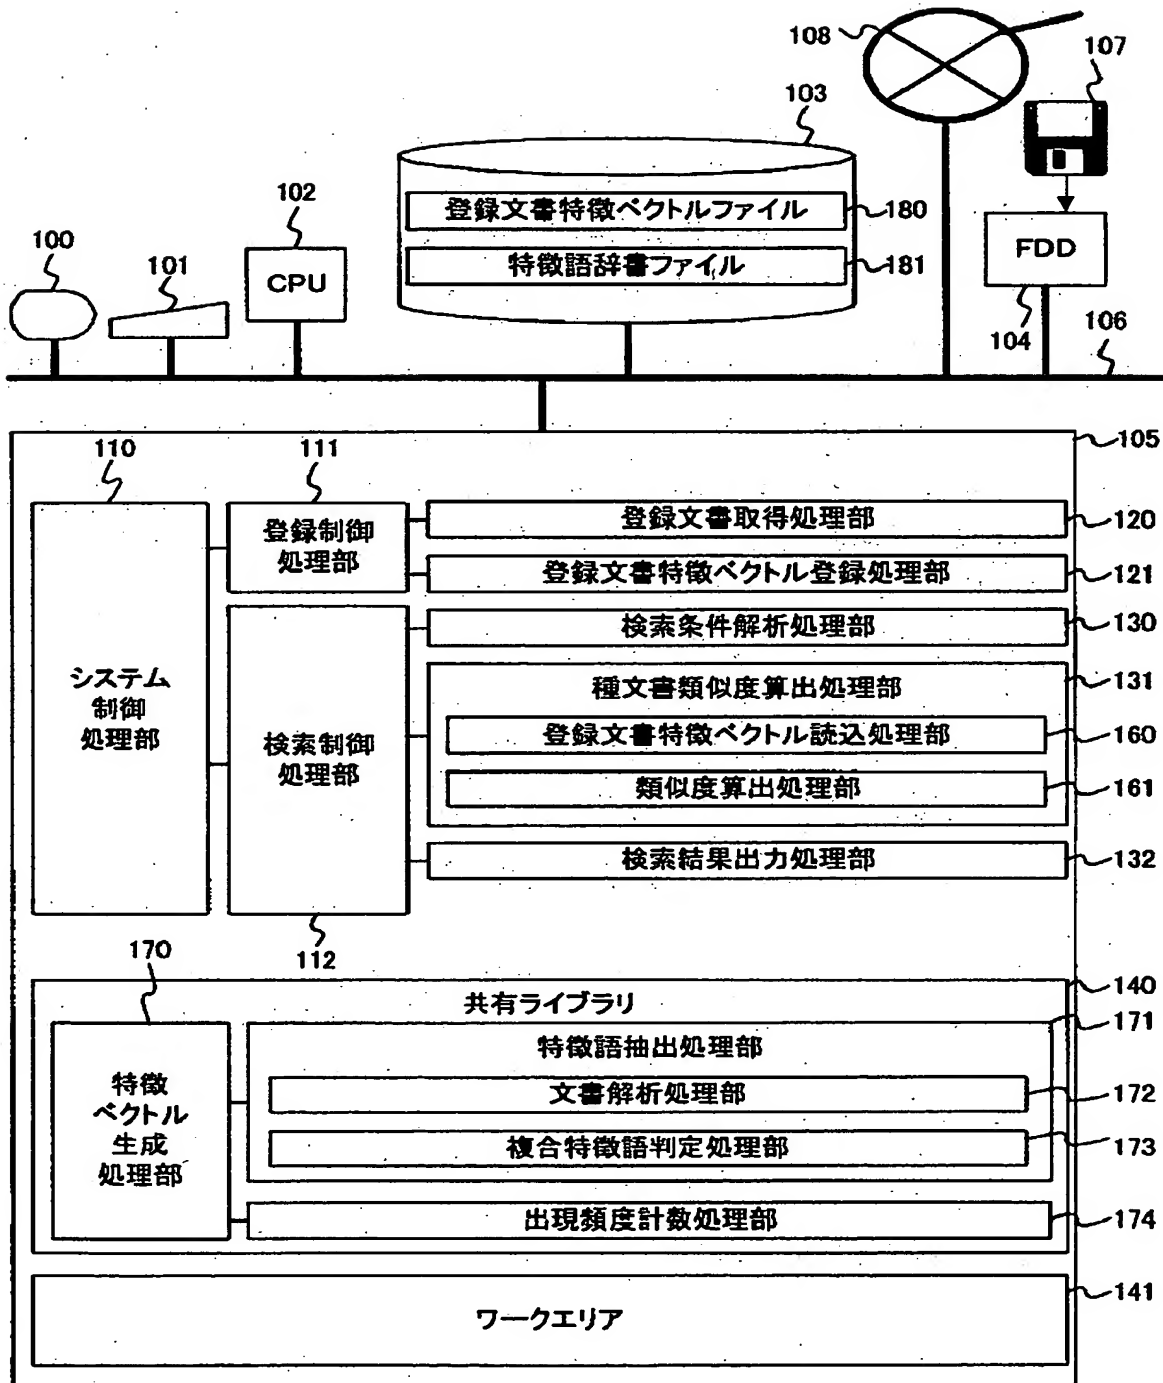 108
107
103
102
登録文書特徴ベクトルファイル
180
100
FDD
101
CPU
特徴語辞書ファイル
181
104
106
105
110
111
登録制御
処理部
登録文書取得処理部
120
登録文書特徴ベクトル登録処理部
121
検索条件解析処理部
130
システム
制御
処理部
検索制御
処理部
種文書類似度算出処理部
131
登録文書特徴ベクトル読込処理部
160
類似度算出処理部
161
検索結果出力処理部
132
170
112
共有ライブラリ
140
171
特徴
ベクトル
生成
処理部
特徴語抽出処理部
文書解析処理部
172
複合特徴語判定処理部
173
出現頻度計数処理部
174
ワークエリア
141